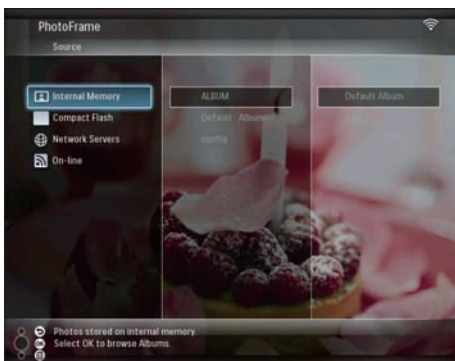 PhotoFrame
Source
Internal Memory
Compact Flash
Network Servers
On-line
ALBUM
Default Album
config
Default Album
Photos stored on internal memory.
Select OK to browse Albums.